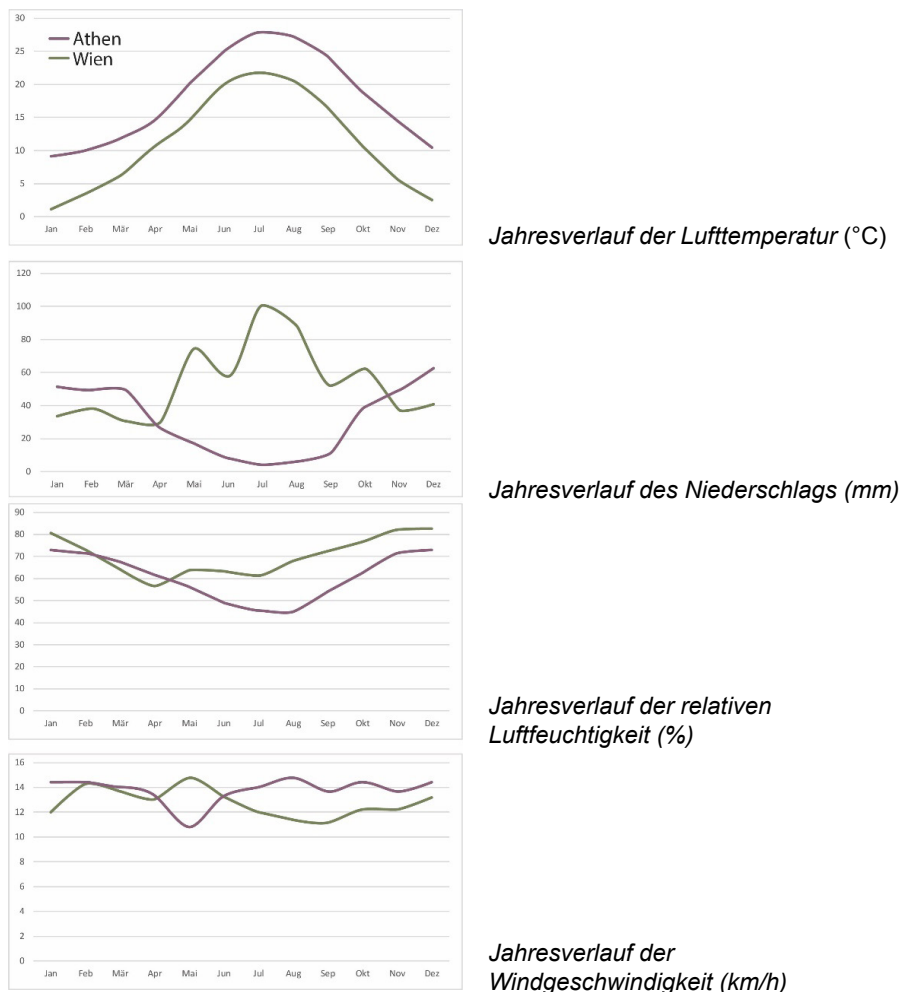 30
25
20
15
10
5
0
Athen
Wien
Jan Feb Mär Apr Mai Jun Jul Aug Sep Okt Nov Dez
Jahresverlauf der Lufttemperatur (°C)
120
100
80
60
40
20
0
Jan Feb Mär Apr Mai Jun Jul Aug Sep Okt Nov Dez
Jahresverlauf des Niederschlags (mm)
90
80
70
60
50
40
30
20
10
0
Jan Feb Mär Apr Mai Jun Jul Aug Sep Okt Nov Dez
Jahresverlauf der relativen
Luftfeuchtigkeit (%)
16
14
12
10
8
6
4
2
0
Jan Feb Mär Apr Mai Jun Jul Aug Sep Okt Nov Dez
Jahresverlauf der
Windgeschwindigkeit (km/h)